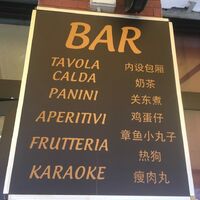 BAR
TAVOLA
CALDA
PANINI
APERITIVI
FRUTTERIA
KARAOKE
内设包厢
奶茶
关东煮
鸡蛋仔
章鱼小丸子
热狗
瘦肉丸